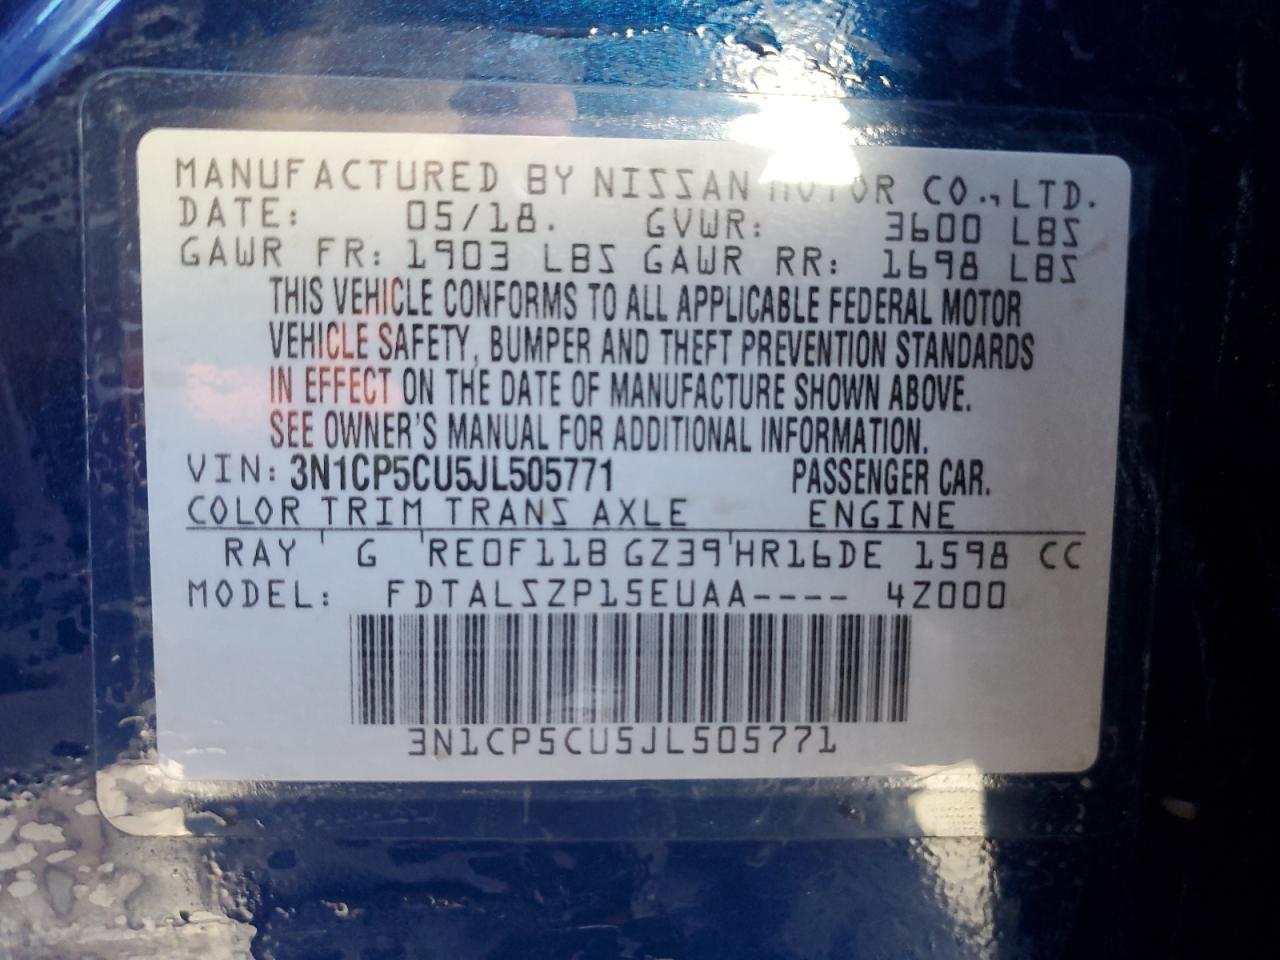 MANUFACTURED BY NISSAN MOTOR CO.,LTD.
DATE: 05/18. GVWR: 3600 LBS
GAWR FR: 1903 LBS GAWR RR: 1698 LBS
THIS VEHICLE CONFORMS TO ALL APPLICABLE FEDERAL MOTOR
VEHICLE SAFETY, BUMPER AND THEFT PREVENTION STANDARDS
IN EFFECT ON THE DATE OF MANUFACTURE SHOWN ABOVE.
SEE OWNER'S MANUAL FOR ADDITIONAL INFORMATION.
VIN: 3N1CP5CU5JL505771 PASSENGER CAR.
COLOR TRIM TRANS AXLE ENGINE
RAY ' G 'RE0F11B GZ39'HR16DE 1598 CC
MODEL: FDTALSZP15EUAA---- 4Z000
3N1CP5CU5JL505771